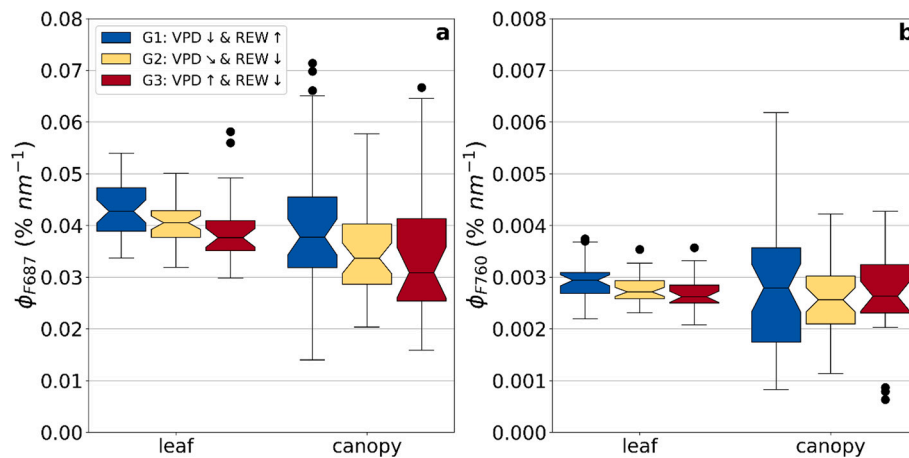 a
b
G1: VPD ↓ & REW ↑
G2: VPD ↘ & REW ↓
G3: VPD ↑ & REW ↓
ϕF687 (% nm−1)
0.08
0.07
0.06
0.05
0.04
0.03
0.02
0.01
0.00
leaf canopy
ϕF760 (% nm−1)
0.008
0.007
0.006
0.005
0.004
0.003
0.002
0.001
0.000
leaf canopy